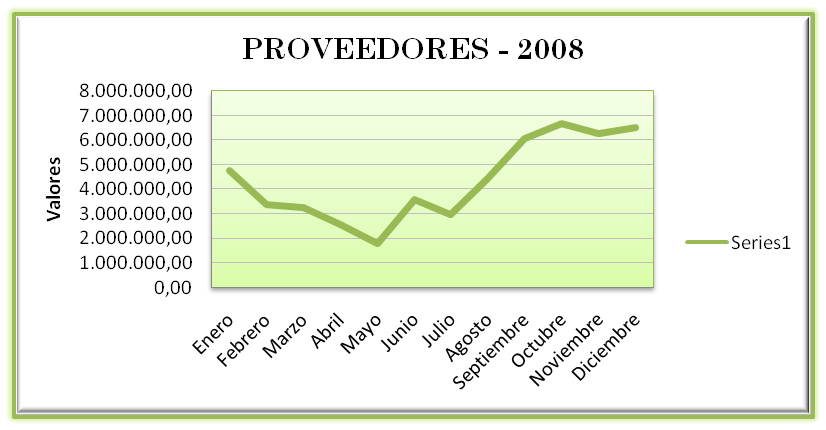 PROVEEDORES - 2008
Valores
8.000.000,00
7.000.000,00
6.000.000,00
5.000.000,00
4.000.000,00
3.000.000,00
2.000.000,00
1.000.000,00
0,00
Enero
Febrero
Marzo
Abril
Mayo
Junio
Julio
Agosto
Septiembre
Octubre
Noviembre
Diciembre
Series1